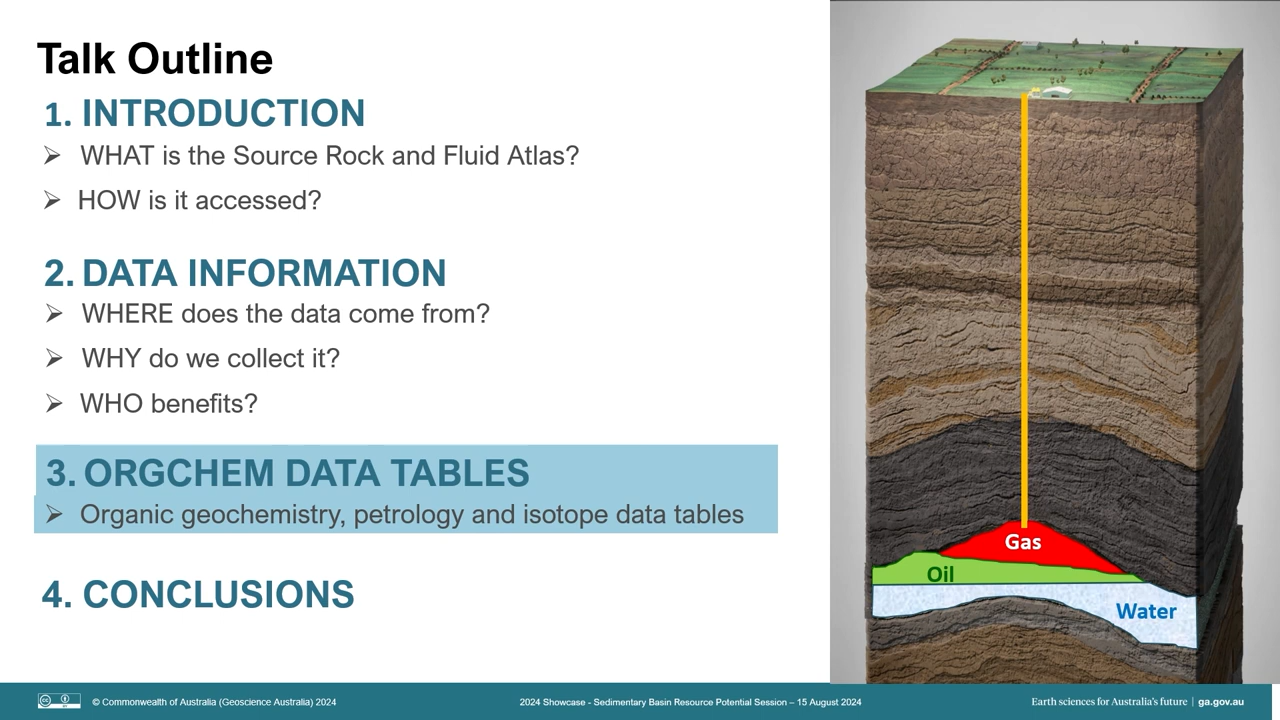 Talk Outline
1. INTRODUCTION
➢ WHAT is the Source Rock and Fluid Atlas?
➢ HOW is it accessed?
2. DATA INFORMATION
➢ WHERE does the data come from?
➢ WHY do we collect it?
➢ WHO benefits?
3. ORGCHEM DATA TABLES
➢ Organic geochemistry, petrology and isotope data tables
4. CONCLUSIONS
Gas
Oil
Water
© Commonwealth of Australia (Geoscience Australia) 2024
2024 Showcase - Sedimentary Basin Resource Potential Session – 15 August 2024
Earth sciences for Australia's future | ga.gov.au